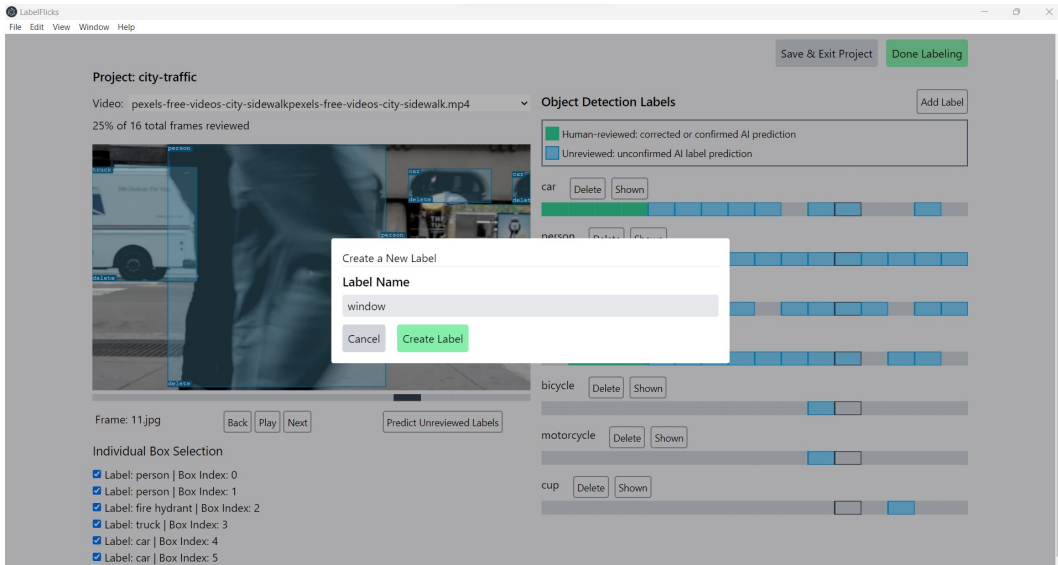 LabelFlicks
File Edit View Window Help
Save & Exit Project Done Labeling
Project: city-traffic
Video: pexels-free-videos-city-sidewalkpexels-free-videos-city-sidewalk.mp4
25% of 16 total frames reviewed
Object Detection Labels
Add Label
Human-reviewed: corrected or confirmed AI prediction
Unreviewed: unconfirmed AI label prediction
person
truck
car
car
delete
delet
person
delete
delete
car Delete Shown
person Delete Shown
Create a New Label
Label Name
window
Cancel Create Label
bicycle Delete Shown
motorcycle Delete Shown
cup Delete Shown
Frame: 11.jpg
Back Play Next
Predict Unreviewed Labels
Individual Box Selection
Label: person | Box Index: 0
Label: person | Box Index: 1
Label: fire hydrant | Box Index: 2
Label: truck | Box Index: 3
Label: car | Box Index: 4
Label: car | Box Index: 5